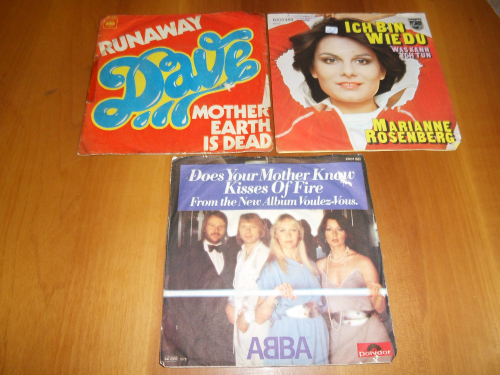 RUNAWAY
Dave
MOTHER
EARTH
IS DEAD
PHILIPS
ICH BIN
WIE DU
WAS KANN
ICH TUN
MARIANNE
ROSENBERG
Does Your Mother Know
Kisses Of Fire
From the New Album Voulez-Vous.
ABBA
Polydor